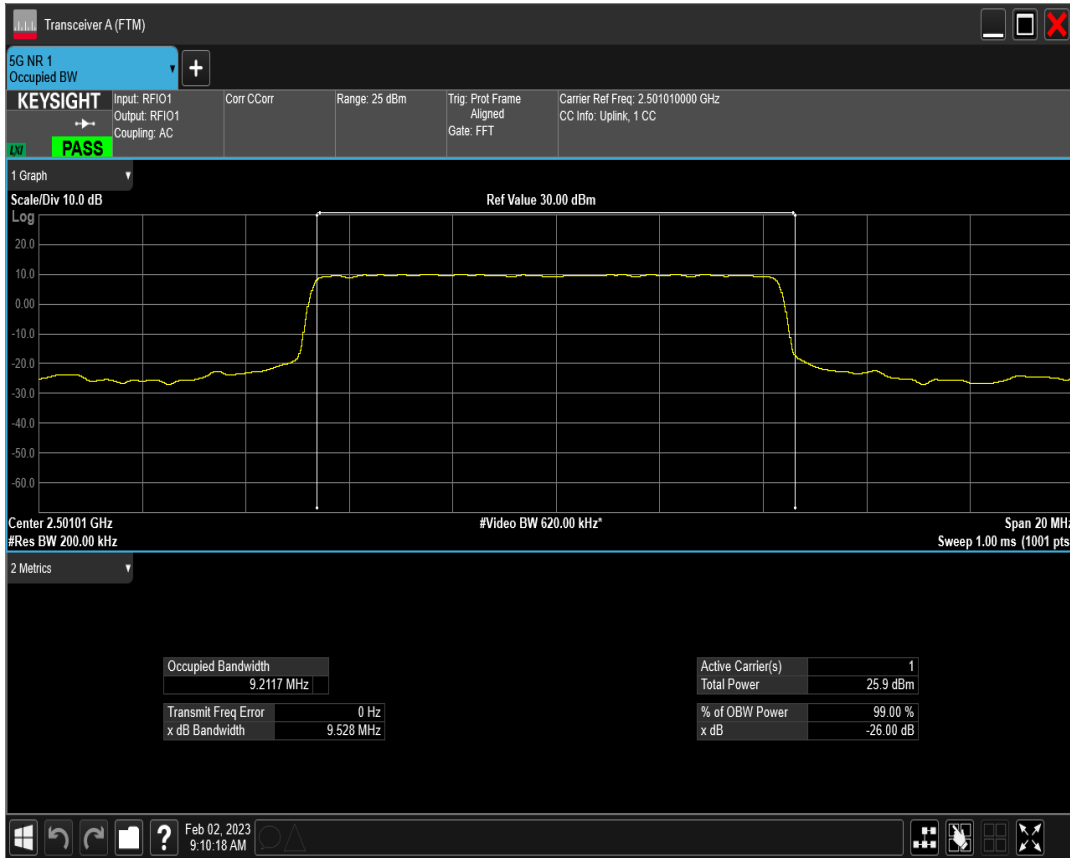 Transceiver A (FTM)
5G NR 1
Occupied BW
+
KEYSIGHT
LXI
PASS
Input: RFIO1
Output: RFIO1
Coupling: AC
Corr CCorr
Range: 25 dBm
Trig: Prot Frame
Aligned
Gate: FFT
Carrier Ref Freq: 2.501010000 GHz
CC Info: Uplink, 1 CC
1 Graph
Scale/Div 10.0 dB
Ref Value 30.00 dBm
Log
20.0
10.0
0.00
-10.0
-20.0
-30.0
-40.0
-50.0
-60.0
Center 2.50101 GHz
#Video BW 620.00 kHz*
Span 20 MHz
#Res BW 200.00 kHz
Sweep 1.00 ms (1001 pts
2 Metrics
Occupied Bandwidth
9.2117 MHz
Transmit Freq Error 0 Hz
x dB Bandwidth 9.528 MHz
Active Carrier(s) 1
Total Power 25.9 dBm
% of OBW Power 99.00 %
x dB -26.00 dB
?
Feb 02, 2023
9:10:18 AM